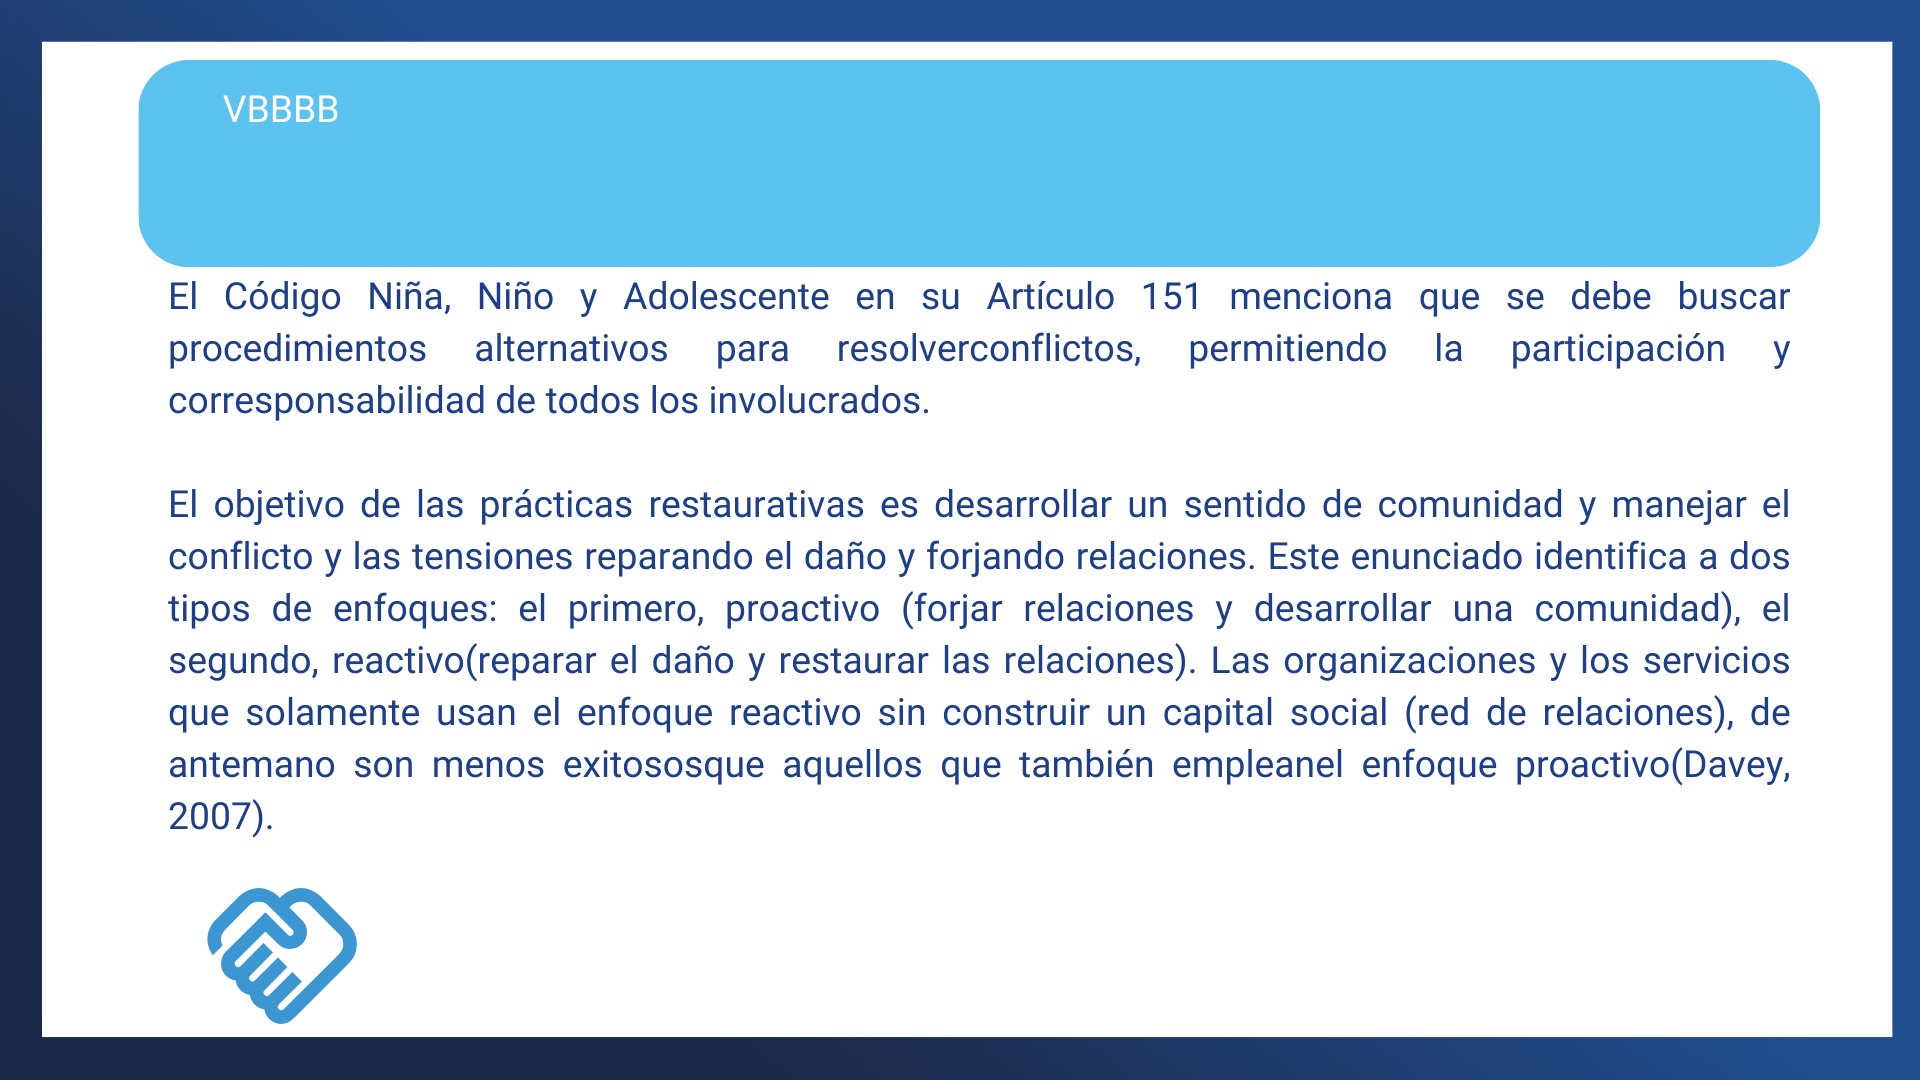 VBBBB
El Código Niña, Niño y Adolescente en su Artículo 151 menciona que se debe buscar
procedimientos alternativos para resolverconflictos, permitiendo la participación y
corresponsabilidad de todos los involucrados.
El objetivo de las prácticas restaurativas es desarrollar un sentido de comunidad y manejar el
conflicto y las tensiones reparando el daño y forjando relaciones. Este enunciado identifica a dos
tipos de enfoques: el primero, proactivo (forjar relaciones y desarrollar una comunidad), el
segundo, reactivo(reparar el daño y restaurar las relaciones). Las organizaciones y los servicios
que solamente usan el enfoque reactivo sin construir un capital social (red de relaciones), de
antemano son menos exitososque aquellos que también empleanel enfoque proactivo(Davey,
2007).